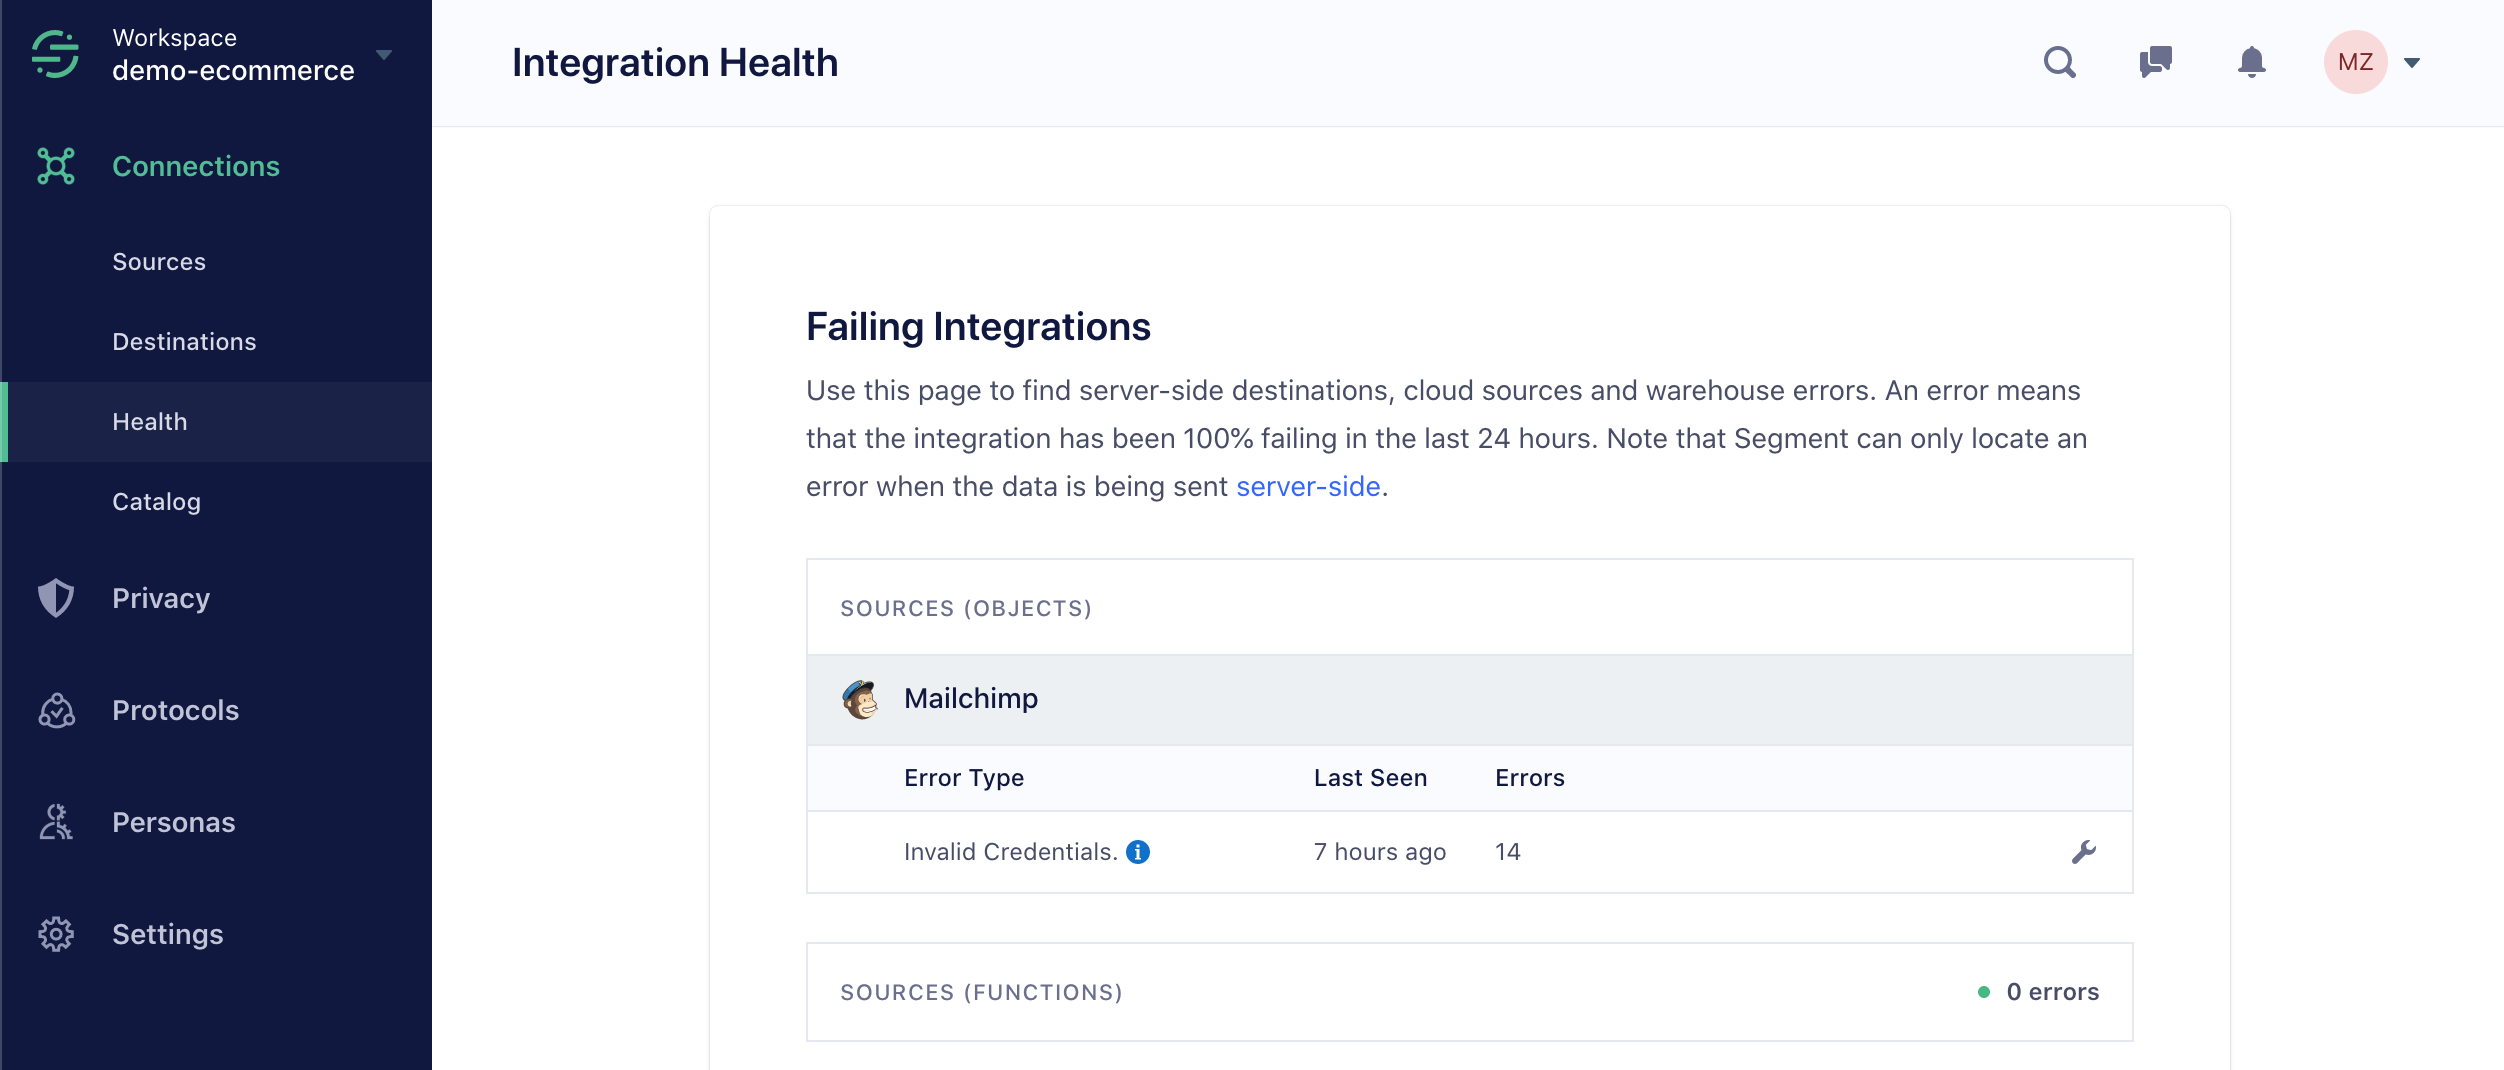 Workspace
demo-ecommerce
Connections
Sources
Destinations
Health
Catalog
Privacy
Protocols
Personas
Settings
Integration Health
MZ
Failing Integrations
Use this page to find server-side destinations, cloud sources and warehouse errors. An error means
that the integration has been 100% failing in the last 24 hours. Note that Segment can only locate an
error when the data is being sent server-side.
SOURCES (OBJECTS)
Mailchimp
Error Type Last Seen Errors
Invalid Credentials. 7 hours ago 14
SOURCES (FUNCTIONS) 0 errors